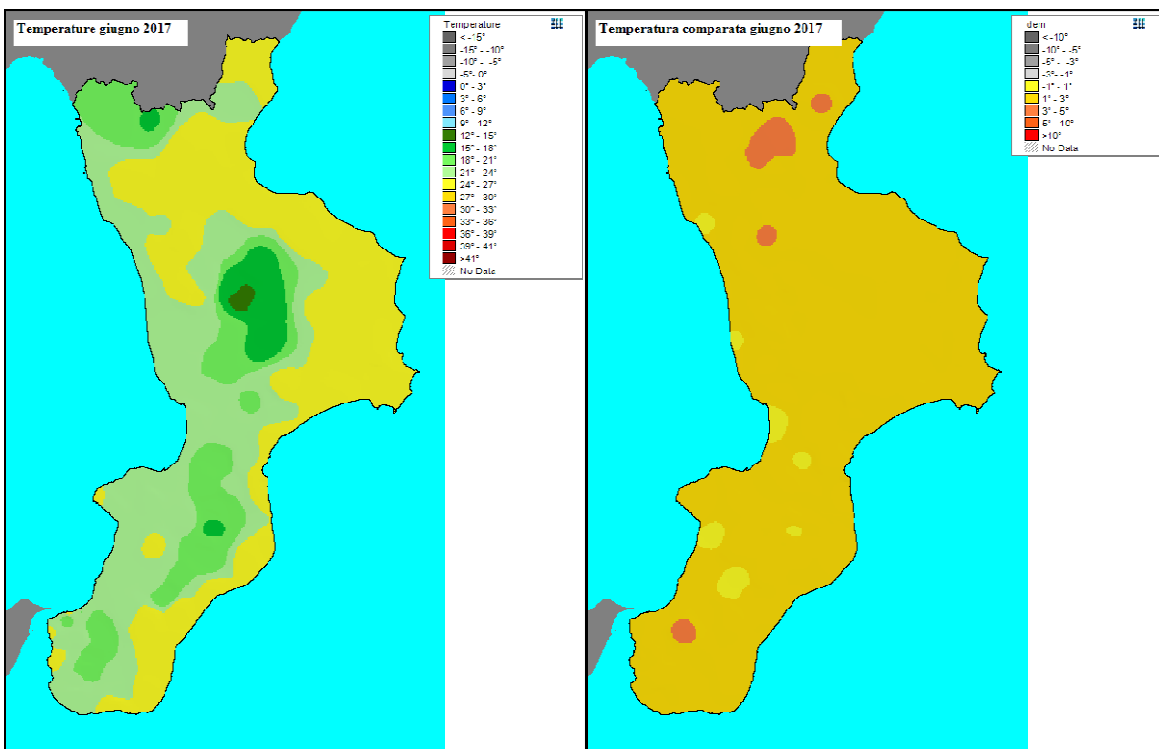 Temperature giugno 2017
Temperature
< -15°
-15° - -10°
-10° - -5°
-5° - 0°
0° - 3°
3° - 6°
6° - 9°
9° - 12°
12° - 15°
15° - 18°
18° - 21°
21° - 24°
24° - 27°
27° - 30°
30° - 33°
33° - 36°
36° - 39°
39° - 41°
>41°
No Data
Temperatura comparata giugno 2017
dem
< -10°
-10° - -5°
-5° - -3°
-3° - -1°
-1° - 1°
1° - 3°
3° - 5°
5° - 10°
>10°
No Data